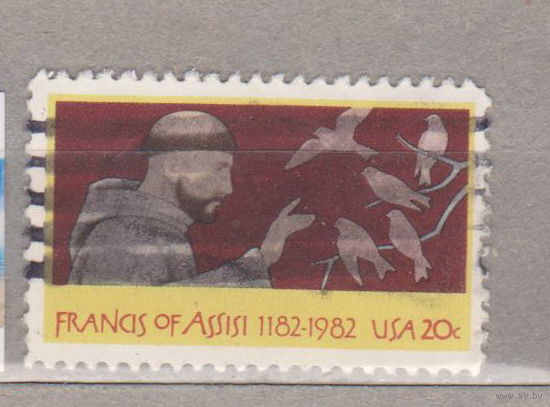 FRANCIS OF ASSISI 1182-1982 USA 20c
www.ay.by